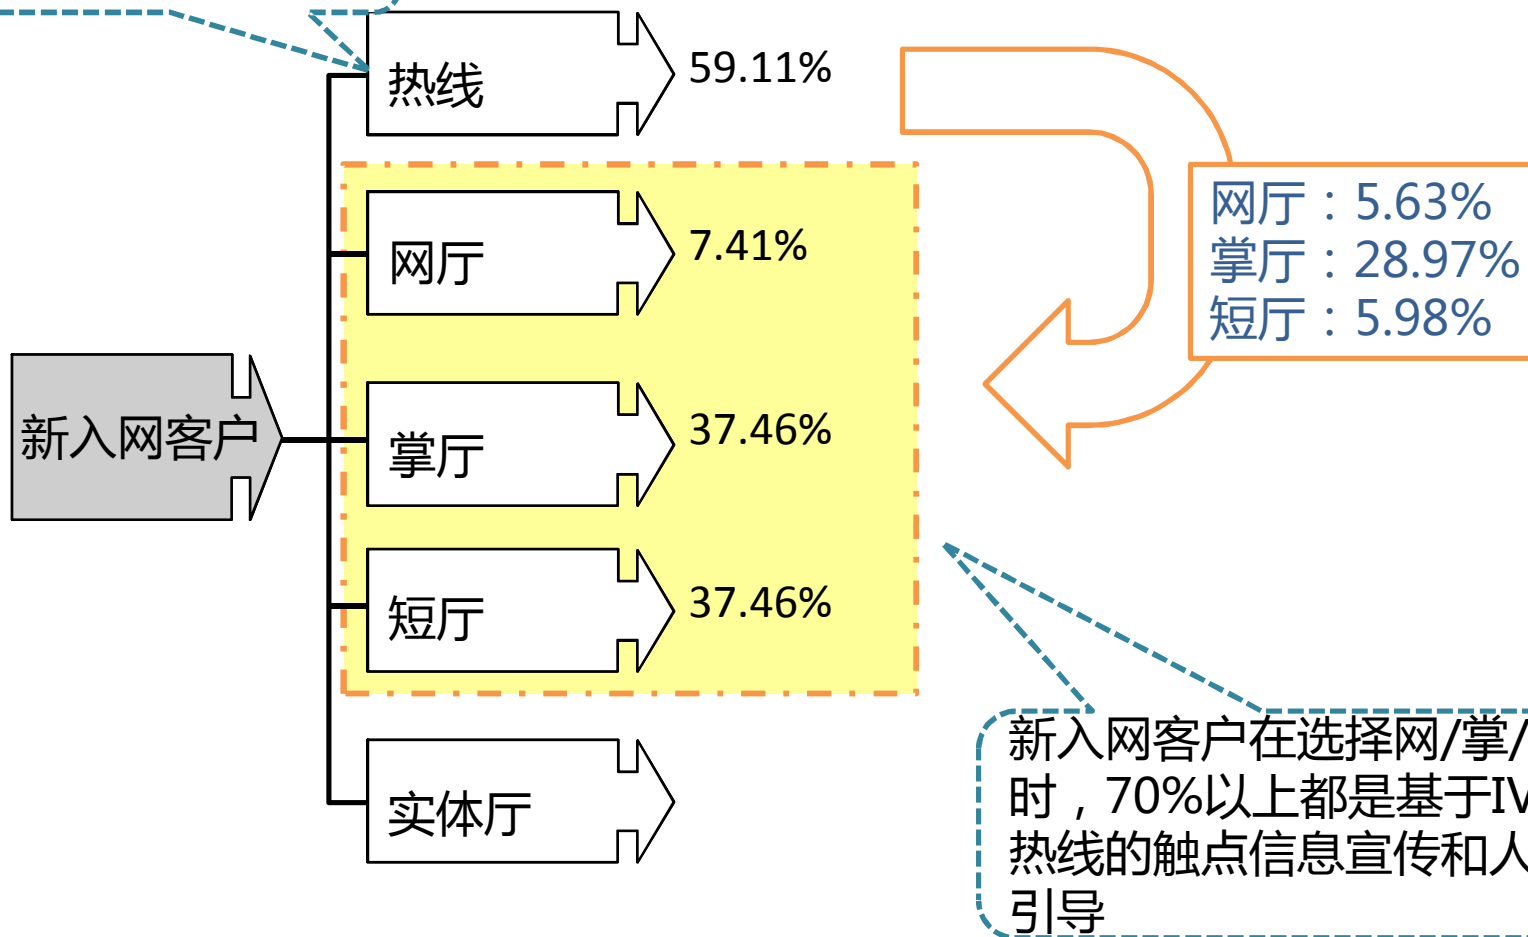 热线
59.11%
网厅
7.41%
网厅：5.63%
掌厅：28.97%
短厅：5.98%
新入网客户
掌厅
37.46%
短厅
37.46%
实体厅
新入网客户在选择网/掌/
时，70%以上都是基于IV
热线的触点信息宣传和人
引导